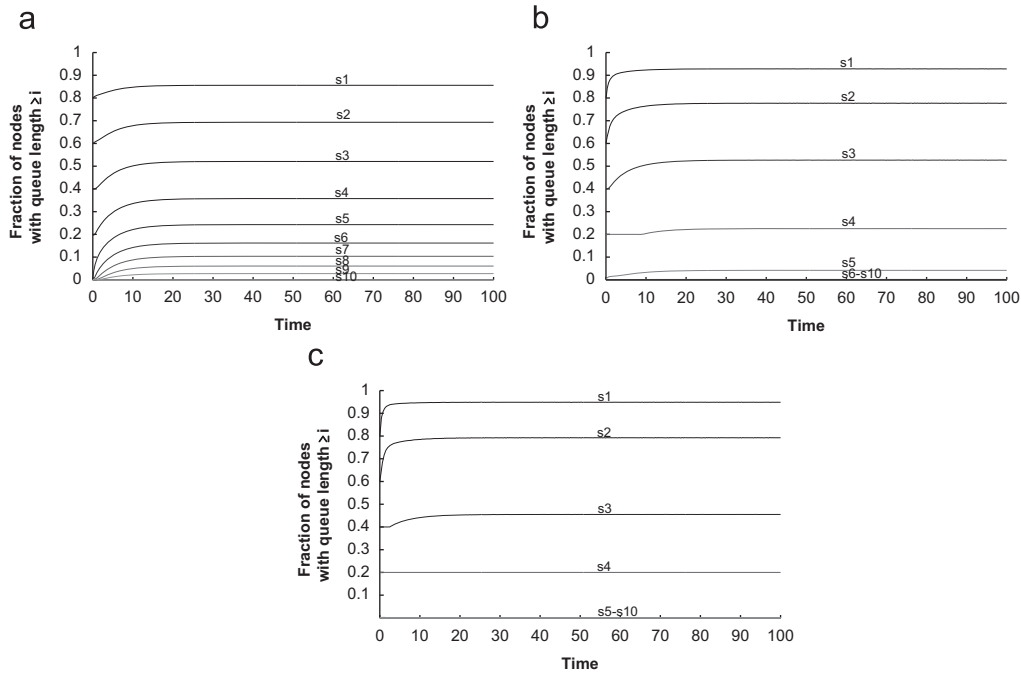 a
Fraction of nodes
with queue length ≥i
1
0.9
0.8
0.7
0.6
0.5
0.4
0.3
0.2
0.1
0
s1
s2
s3
s4
s5
s6
s7
s8
s9
s10
0 10 20 30 40 50 60 70 80 90 100
Time
b
Fraction of nodes
with queue length ≥i
1
0.9
0.8
0.7
0.6
0.5
0.4
0.3
0.2
0.1
0
s1
s2
s3
s4
s5
s6-s10
0 10 20 30 40 50 60 70 80 90 100
Time
c
Fraction of nodes
with queue length ≥i
1
0.9
0.8
0.7
0.6
0.5
0.4
0.3
0.2
0.1
s1
s2
s3
s4
s5-s10
0 10 20 30 40 50 60 70 80 90 100
Time